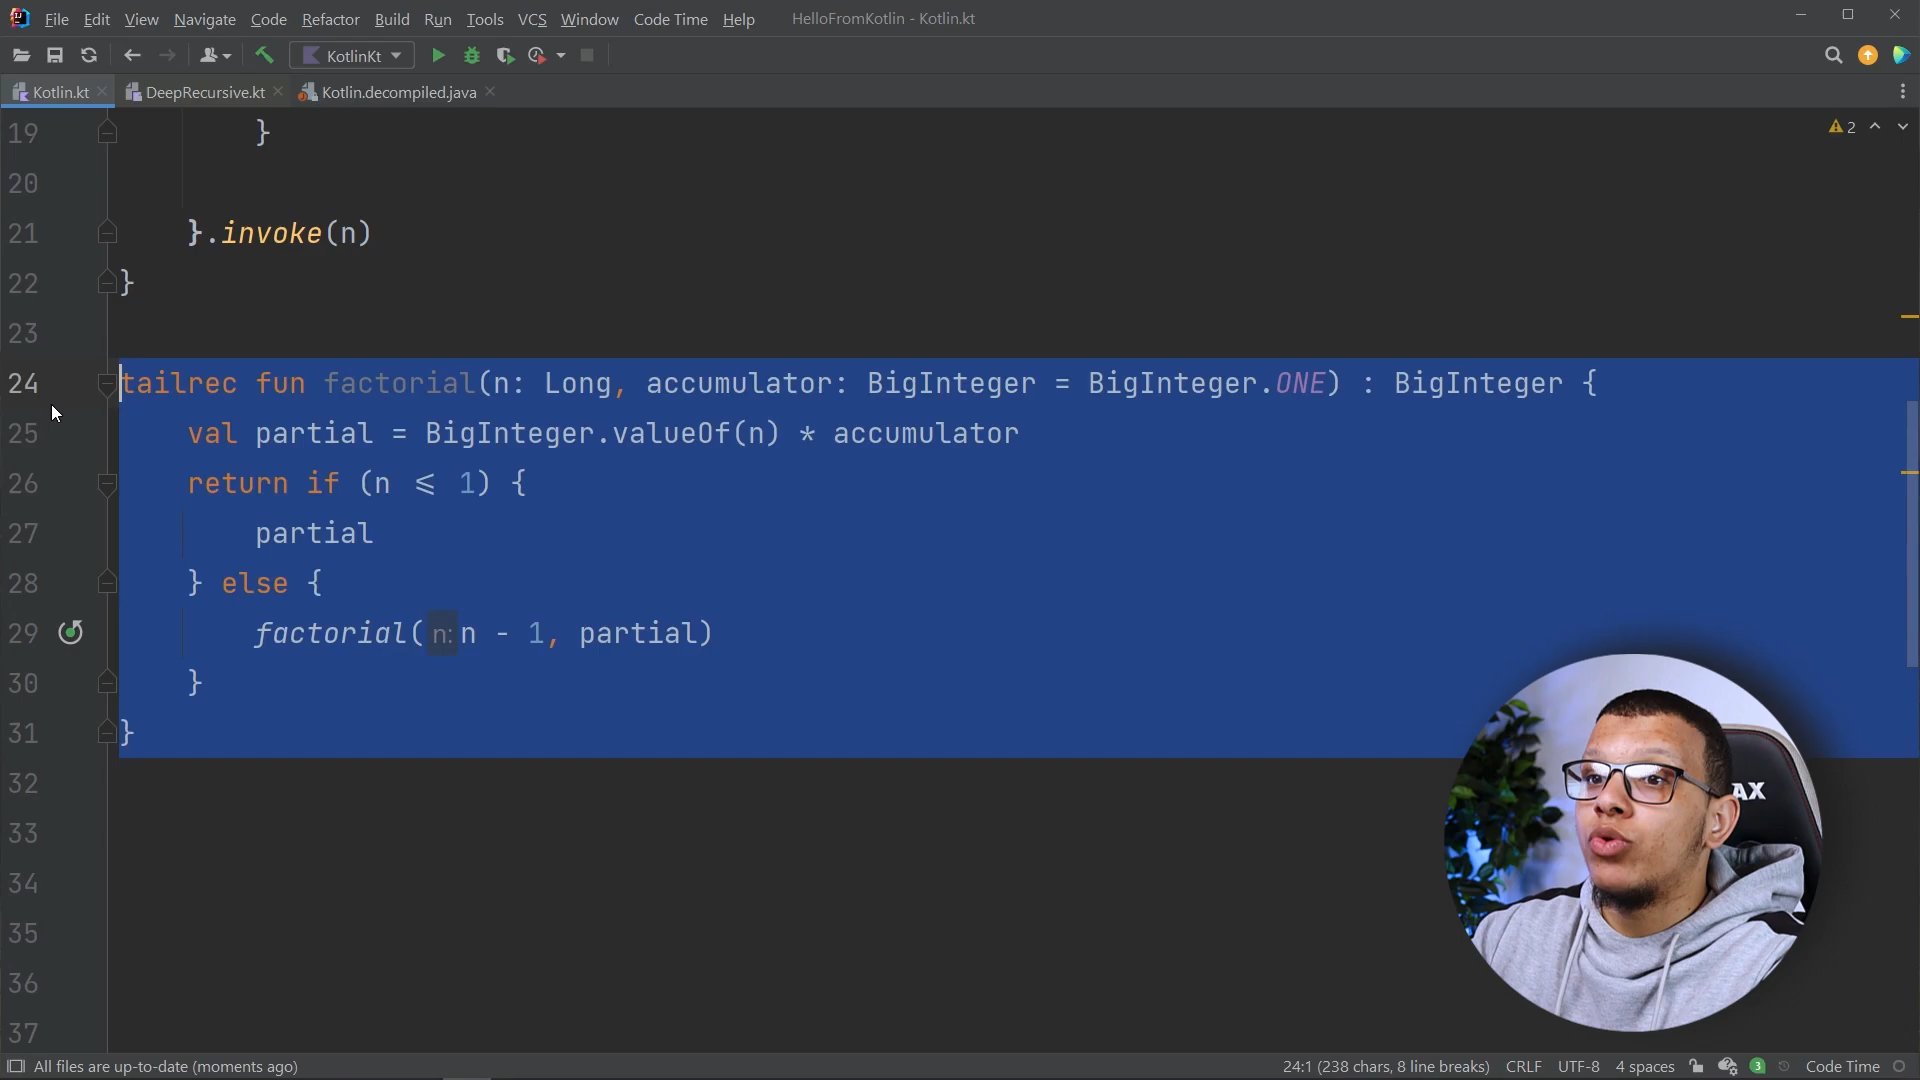 File Edit View Navigate Code Refactor Build Run Tools VCS Window Code Time Help HelloFromKotlin - Kotlin.kt
KotlinKt
Kotlin.kt DeepRecursive.kt Kotlin.decompiled.java
19 }
2
20
21 }.invoke(n)
22 }
23
24 tailrec fun factorial(n: Long, accumulator: BigInteger = BigInteger.ONE) : BigInteger {
25 val partial = BigInteger.valueOf(n) * accumulator
26 return if (n ≤ 1) {
27 partial
28 } else {
29 factorial( n: n - 1, partial)
30 }
31 }
32
33
34
35
36
37
AX
All files are up-to-date (moments ago) 24:1 (238 chars, 8 line breaks) CRLF UTF-8 4 spaces 3 Code Time